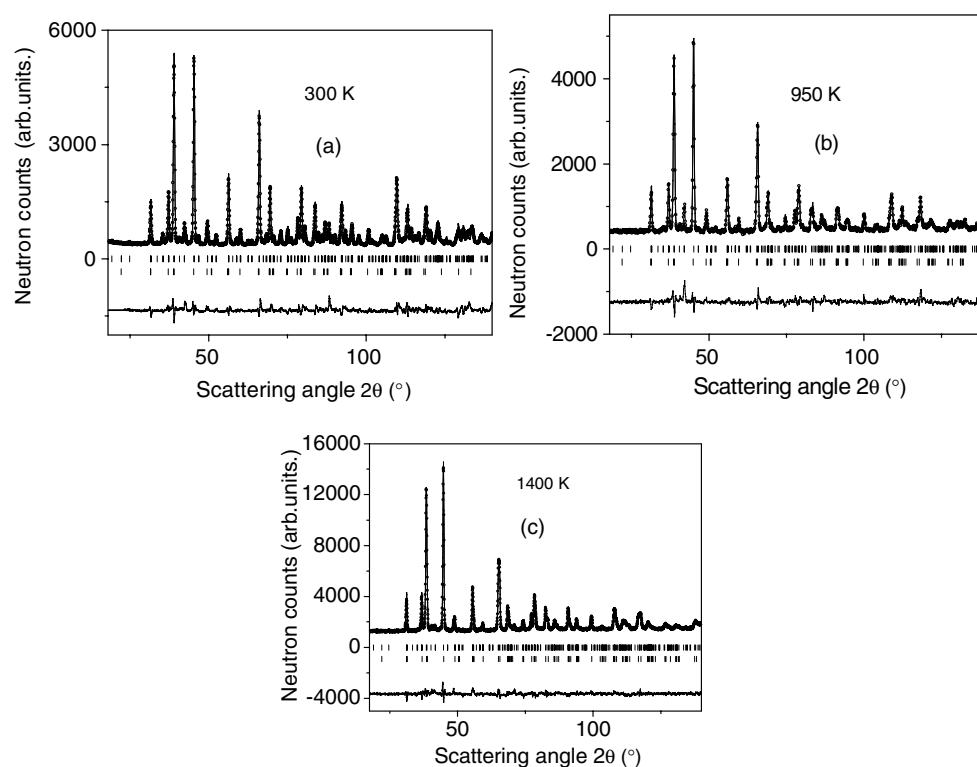 6000
3000
0
Neutron counts (arb.units.)
300 K
(a)
50
100
Scattering angle 2θ (°)
4000
2000
0
-2000
Neutron counts (arb.units.)
950 K
(b)
50
100
Scattering angle 2θ (°)
16000
12000
8000
4000
0
-4000
Neutron counts (arb.units.)
1400 K
(c)
50
100
Scattering angle 2θ (°)